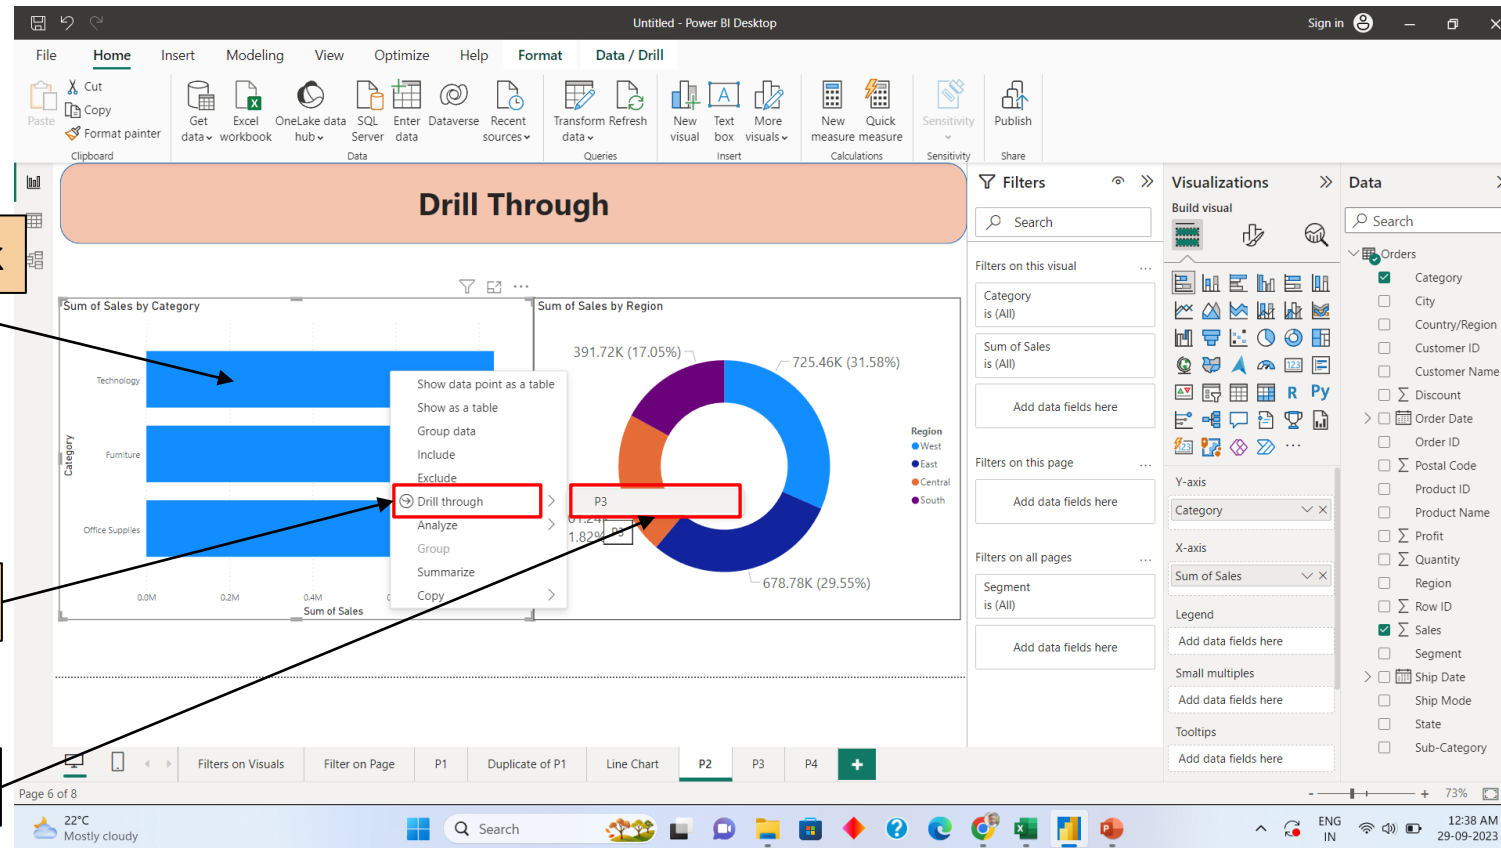 Untitled - Power BI Desktop
Sign in
File Home Insert Modeling View Optimize Help Format Data / Drill
Paste
Cut
Copy
Format painter
Clipboard
Get data
Excel workbook
OneLake data hub
SQL Server
Enter data
Dataverse
Recent sources
Data
Transform data
Refresh
Queries
New visual
Text box
More visuals
Insert
New measure
Quick measure
Calculations
Sensitivity
Sensitivity
Publish
Share
Drill Through
Sum of Sales by Category
Category
Technology
Furniture
Office Supplies
0.0M 0.2M 0.4M
Sum of Sales
Show data point as a table
Show as a table
Group data
Include
Exclude
Drill through
Analyze
Group
Summarize
Copy
P3
P3
Sum of Sales by Region
391.72K (17.05%)
725.46K (31.58%)
678.78K (29.55%)
Region
West
East
Central
South
Filters
Search
Filters on this visual ...
Category
is (All)
Sum of Sales
is (All)
Add data fields here
Filters on this page ...
Add data fields here
Filters on all pages ...
Segment
is (All)
Add data fields here
Visualizations
Build visual
123
R Py
Y-axis
Category
X-axis
Sum of Sales
Legend
Add data fields here
Small multiples
Add data fields here
Tooltips
Add data fields here
Data
Search
Orders
Category
City
Country/Region
Customer ID
Customer Name
Discount
Order Date
Order ID
Postal Code
Product ID
Product Name
Profit
Quantity
Region
Row ID
Sales
Segment
Ship Date
Ship Mode
State
Sub-Category
Filters on Visuals Filter on Page P1 Duplicate of P1 Line Chart P2 P3 P4 +
Page 6 of 8
- + 73%
22°C
Mostly cloudy
Search
ENG
IN
12:38 AM
29-09-2023